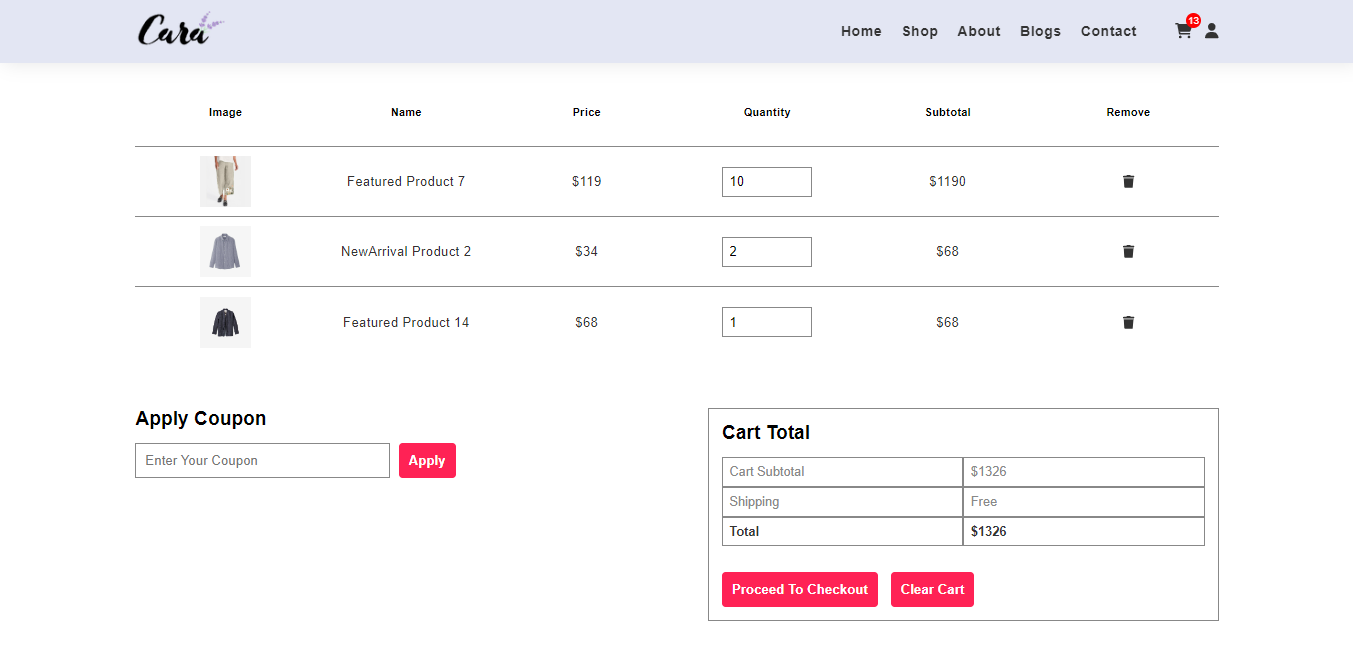 Cara
Home Shop About Blogs Contact 13
Image Name Price Quantity Subtotal Remove
Featured Product 7 $119 10 $1190
NewArrival Product 2 $34 2 $68
Featured Product 14 $68 1 $68
Apply Coupon
Enter Your Coupon Apply
Cart Total
Cart Subtotal $1326
Shipping Free
Total $1326
Proceed To Checkout Clear Cart